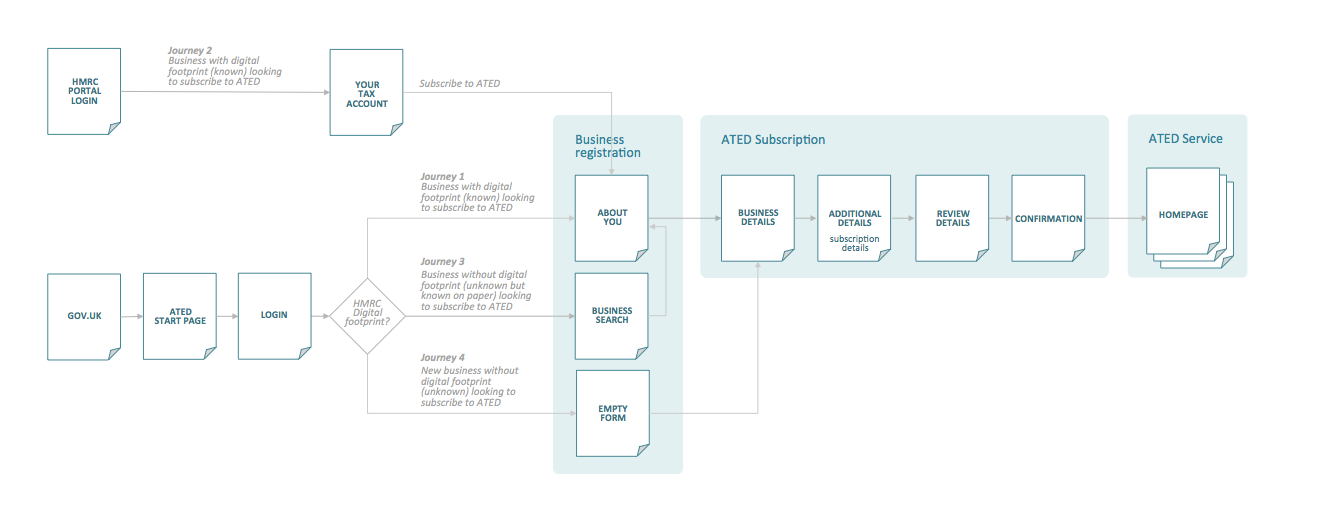 Journey 2
Business with digital
footprint (known) looking
to subscribe to ATED
HMRC
PORTAL
LOGIN
YOUR
TAX
ACCOUNT
Subscribe to ATED
Business
registration
ATED Subscription
ATED Service
Journey 1
Business with digital
footprint (known) looking
to subscribe to ATED
ABOUT
YOU
BUSINESS
DETAILS
ADDITIONAL
DETAILS
subscription
details
REVIEW
DETAILS
CONFIRMATION
HOMEPAGE
Journey 3
Business without digital
footprint (unknown but
known on paper) looking
to subscribe to ATED
GOV.UK
ATED
START PAGE
LOGIN
HMRC
Digital
footprint?
BUSINESS
SEARCH
Journey 4
New business without
digital footprint
(unknown) looking to
subscribe to ATED
EMPTY
FORM